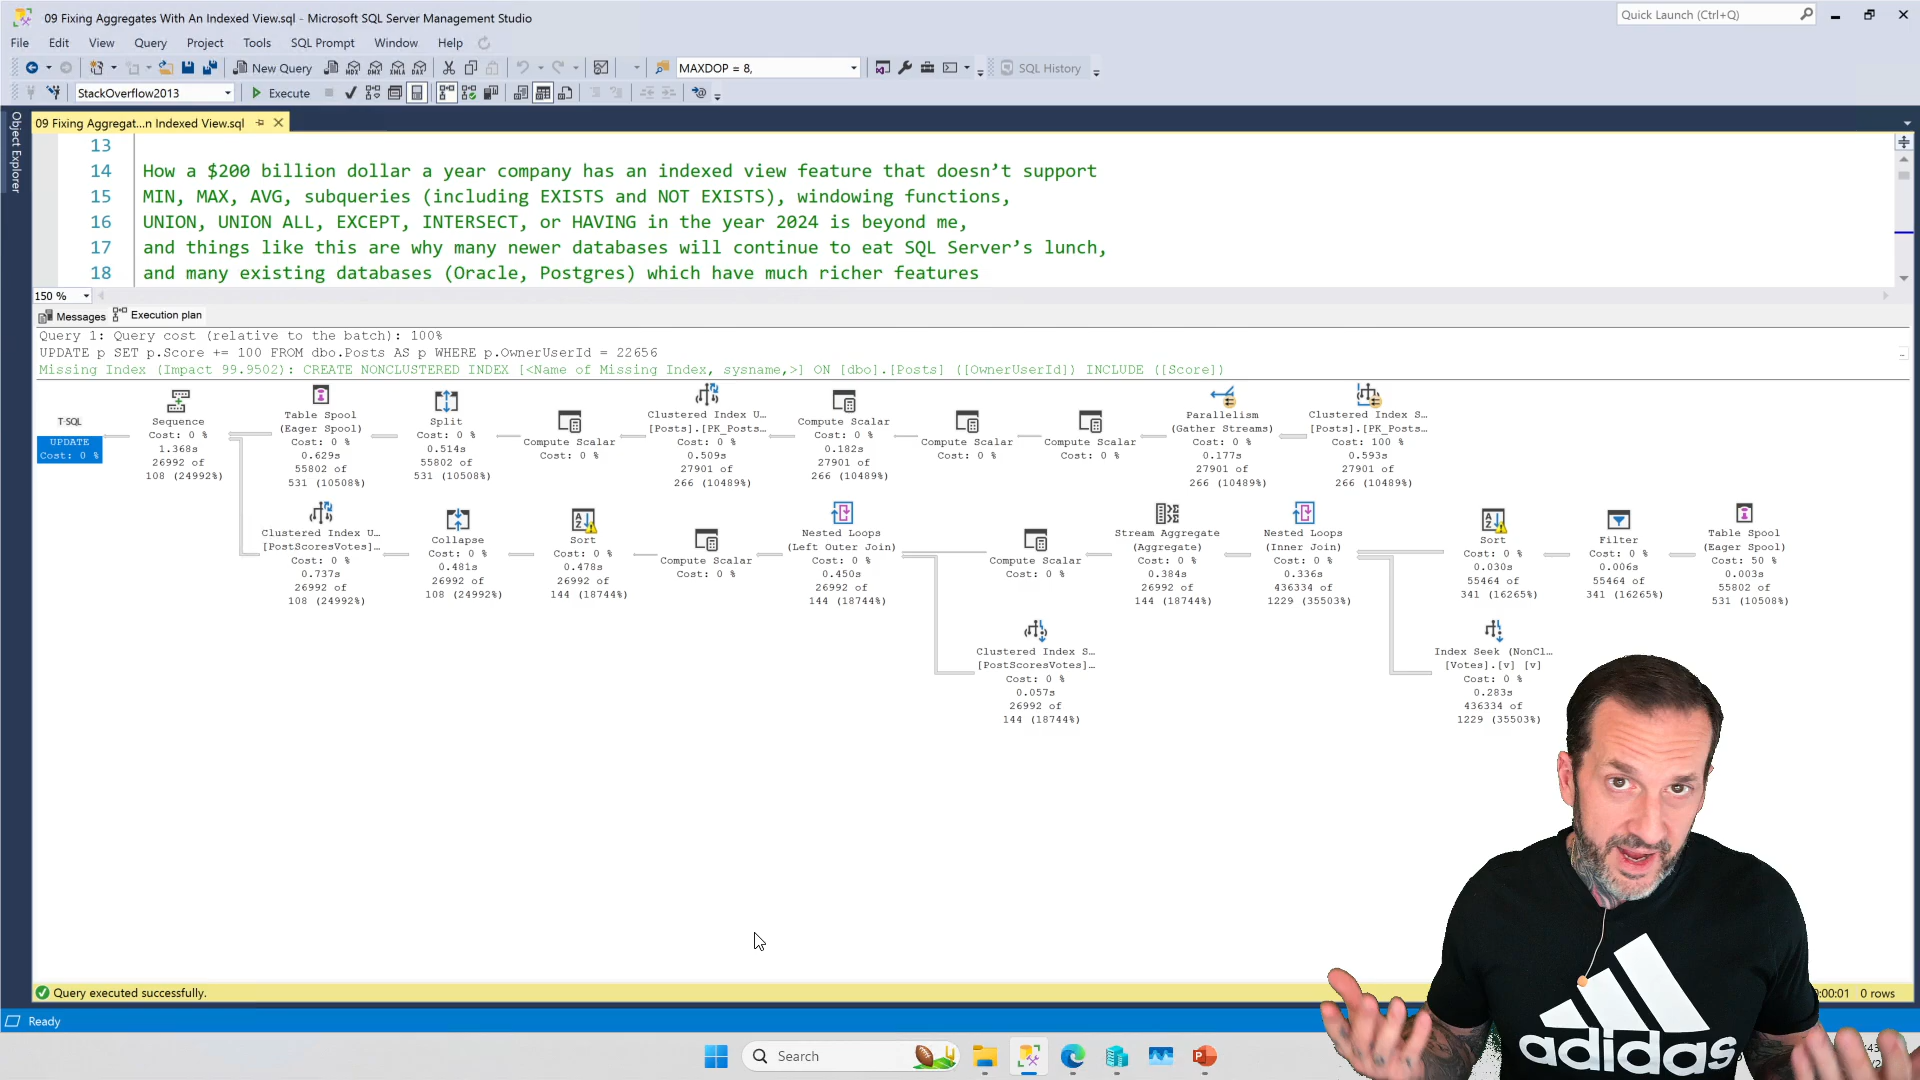 09 Fixing Aggregates With An Indexed View.sql - Microsoft SQL Server Management Studio
Quick Launch (Ctrl+Q)
File Edit View Query Project Tools SQL Prompt Window Help
New Query
MAXDOP = 8,
SQL History
StackOverflow2013
Execute
Object Explorer
09 Fixing Aggregat...n Indexed View.sql
13
14 How a $200 billion dollar a year company has an indexed view feature that doesn’t support
15 MIN, MAX, AVG, subqueries (including EXISTS and NOT EXISTS), windowing functions,
16 UNION, UNION ALL, EXCEPT, INTERSECT, or HAVING in the year 2024 is beyond me,
17 and things like this are why many newer databases will continue to eat SQL Server’s lunch,
18 and many existing databases (Oracle, Postgres) which have much richer features
150 %
Messages Execution plan
Query 1: Query cost (relative to the batch): 100%
UPDATE p SET p.Score += 100 FROM dbo.Posts AS p WHERE p.OwnerUserId = 22656
Missing Index (Impact 99.9502): CREATE NONCLUSTERED INDEX [<Name of Missing Index, sysname,>] ON [dbo].[Posts] ([OwnerUserId]) INCLUDE ([Score])
T-SQL
UPDATE
Cost: 0 %
Sequence
Cost: 0 %
1.368s
26992 of
108 (24992%)
Table Spool
(Eager Spool)
Cost: 0 %
0.629s
55802 of
531 (10508%)
Split
Cost: 0 %
0.514s
55802 of
531 (10508%)
Compute Scalar
Cost: 0 %
Clustered Index U...
[Posts].[PK_Posts...
Cost: 0 %
0.509s
27901 of
266 (10489%)
Compute Scalar
Cost: 0 %
0.182s
27901 of
266 (10489%)
Compute Scalar
Cost: 0 %
Compute Scalar
Cost: 0 %
Parallelism
(Gather Streams)
Cost: 0 %
0.177s
27901 of
266 (10489%)
Clustered Index S...
[Posts].[PK_Posts...
Cost: 100 %
0.593s
27901 of
266 (10489%)
Clustered Index U...
[PostScoresVotes]...
Cost: 0 %
0.737s
26992 of
108 (24992%)
Collapse
Cost: 0 %
0.481s
26992 of
108 (24992%)
Sort
Cost: 0 %
0.478s
26992 of
144 (18744%)
Compute Scalar
Cost: 0 %
Nested Loops
(Left Outer Join)
Cost: 0 %
0.450s
26992 of
144 (18744%)
Compute Scalar
Cost: 0 %
Stream Aggregate
(Aggregate)
Cost: 0 %
0.384s
26992 of
144 (18744%)
Nested Loops
(Inner Join)
Cost: 0 %
0.336s
436334 of
1229 (35503%)
Sort
Cost: 0 %
0.030s
55464 of
341 (16265%)
Filter
Cost: 0 %
0.006s
55464 of
341 (16265%)
Table Spool
(Eager Spool)
Cost: 50 %
0.003s
55802 of
531 (10508%)
Clustered Index S...
[PostScoresVotes]...
Cost: 0 %
0.057s
26992 of
144 (18744%)
Index Seek (NonCl...
[Votes].[v] [v]
Cost: 0 %
0.283s
436334 of
1229 (35503%)
Query executed successfully.
0:00:01 0 rows
Ready
Search
adidas